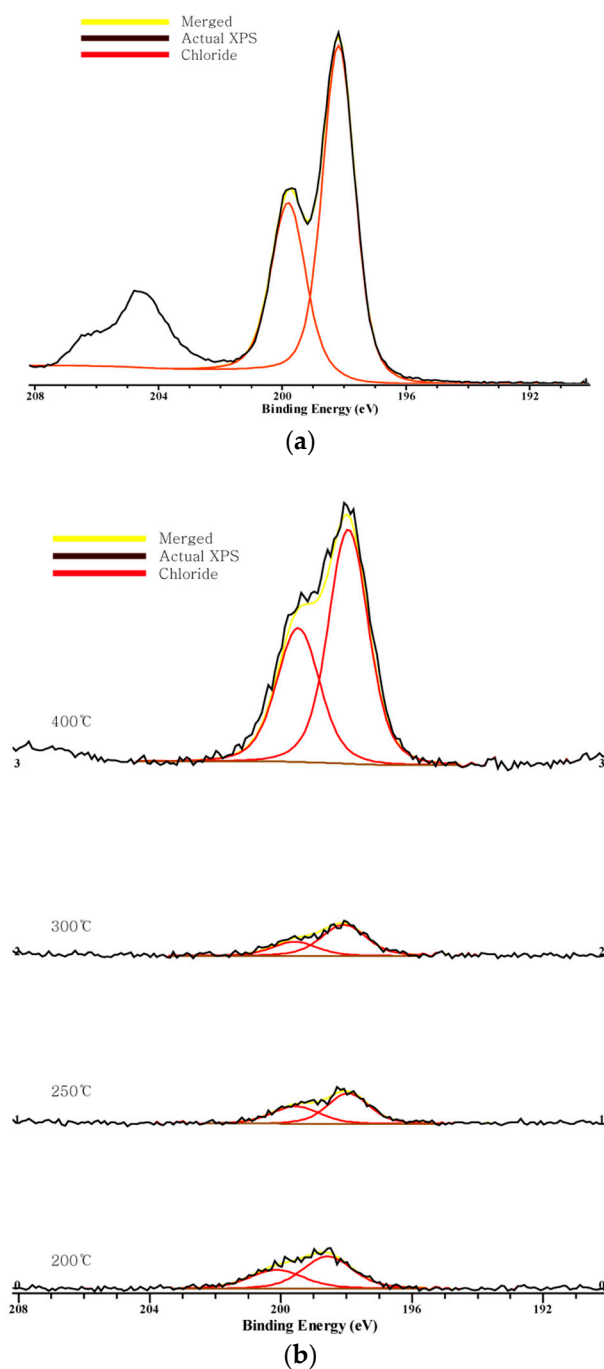 Merged
Actual XPS
Chloride
208 204 200 196 192
Binding Energy (eV)
(a)
Merged
Actual XPS
Chloride
400℃
3 3
300℃
2 2
250℃
1 1
200℃
0 0
208 204 200 196 192
Binding Energy (eV)
(b)